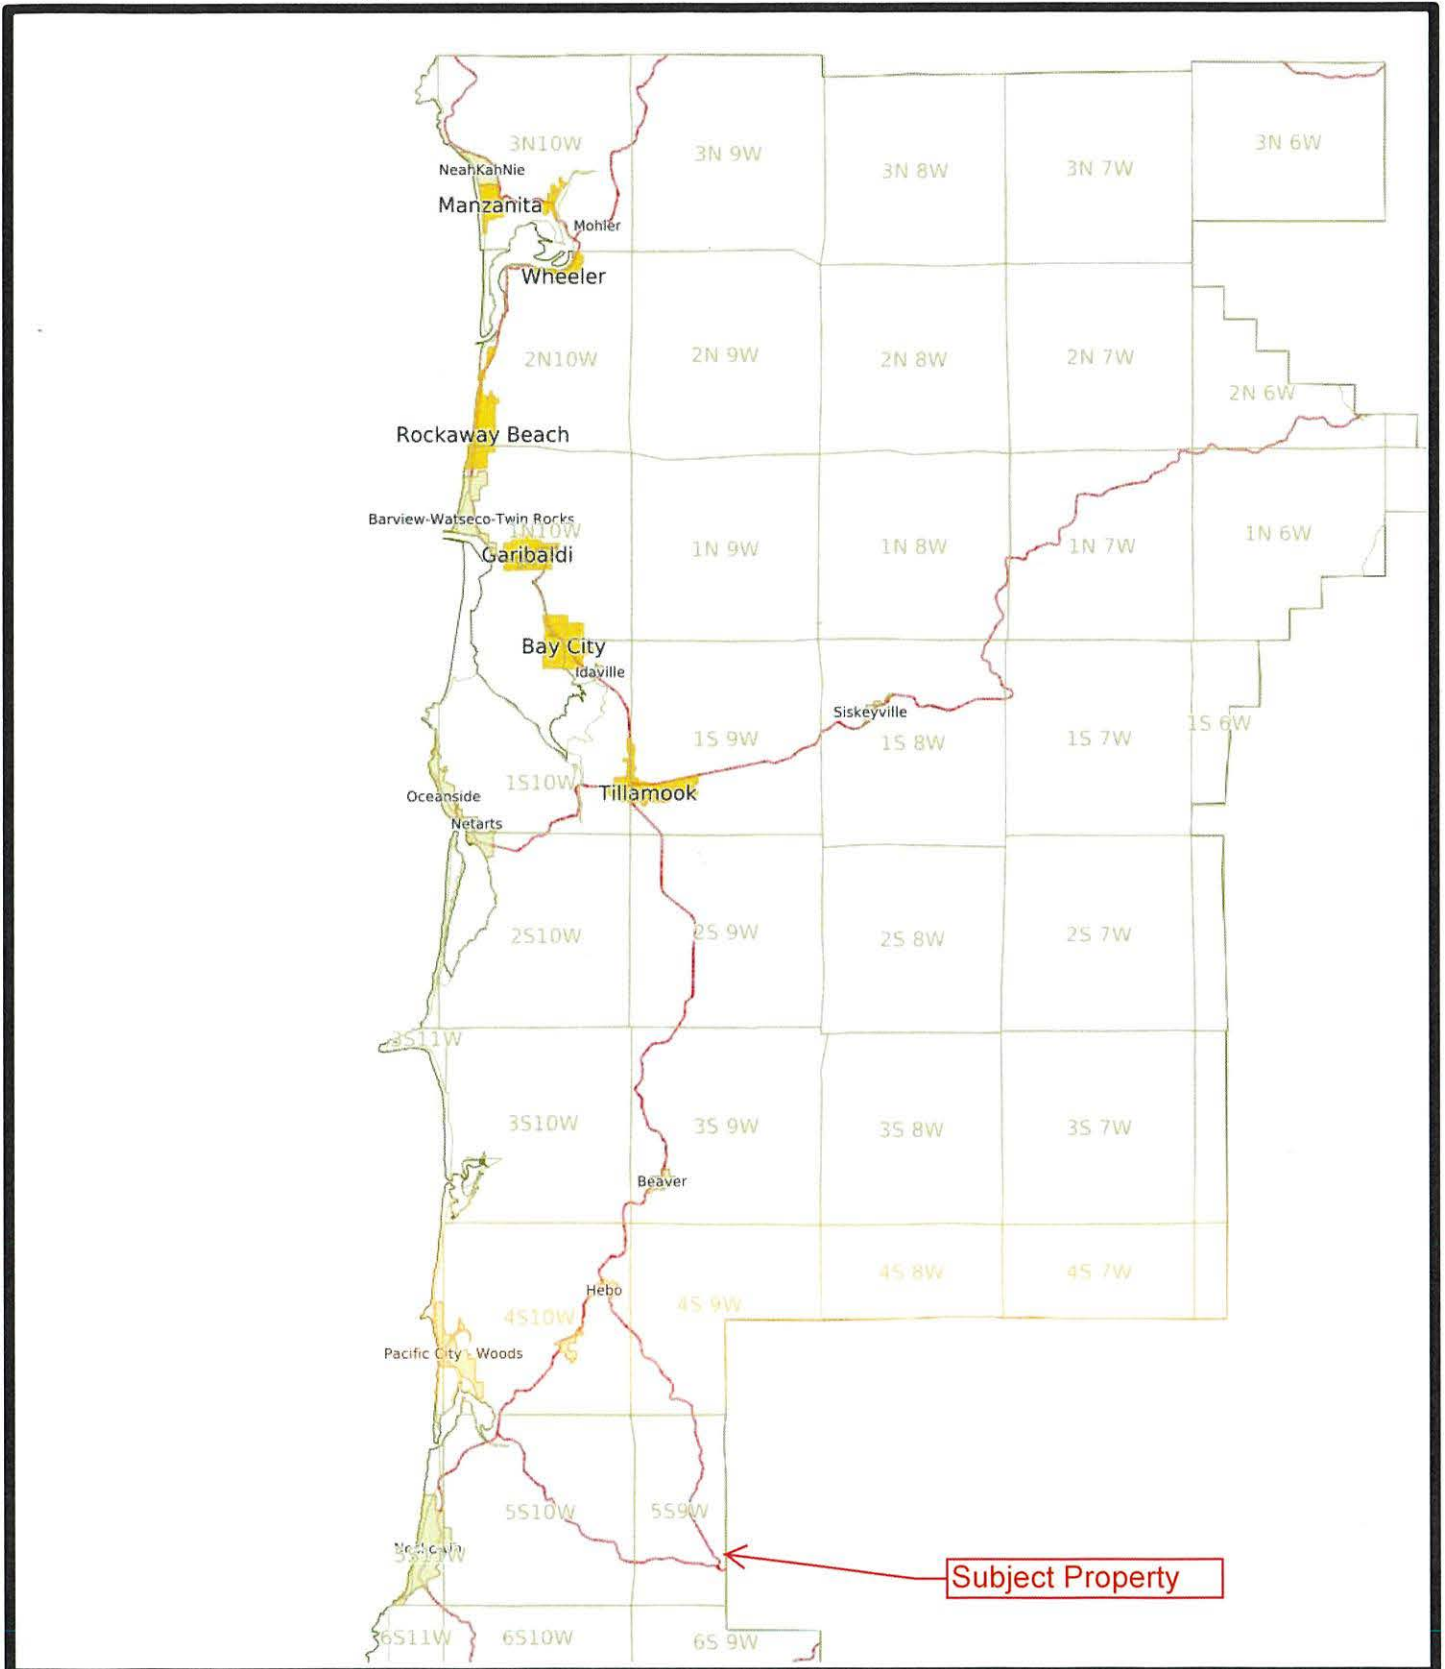 3N10W
3N 9W
3N 8W
3N 7W
3N 6W
NeahKahNie
Manzanita
Mohler
Wheeler
2N10W
2N 9W
2N 8W
2N 7W
2N 6W
Rockaway Beach
Barview-Watseco-Twin Rocks
1N10W
Garibaldi
1N 9W
1N 8W
1N 7W
1N 6W
Bay City
Idaville
Siskeyville
1S 9W
1S 8W
1S 7W
1S 6W
1S10W
Tillamook
Oceanside
Netarts
2S10W
2S 9W
2S 8W
2S 7W
3S11W
3S10W
3S 9W
3S 8W
3S 7W
Beaver
4S 8W
4S 7W
Hebo
4S10W
4S 9W
Pacific City - Woods
5S10W
5S9W
Subject Property
6S11W
6S10W
6S 9W